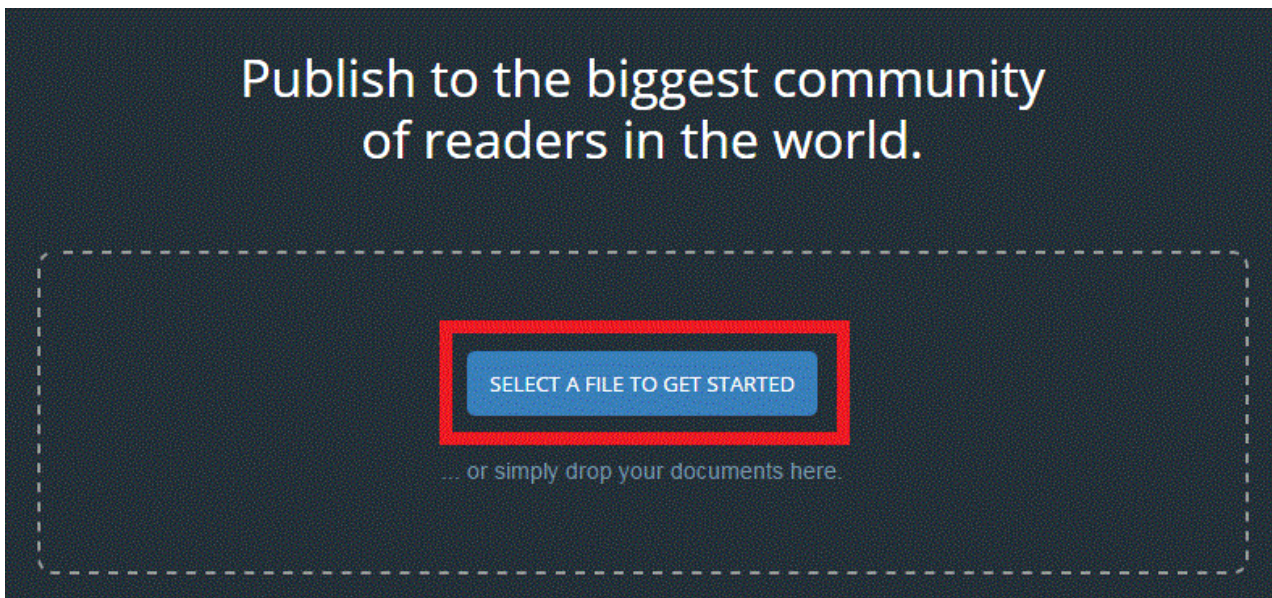 Publish to the biggest community
of readers in the world.
SELECT A FILE TO GET STARTED
... or simply drop your documents here.